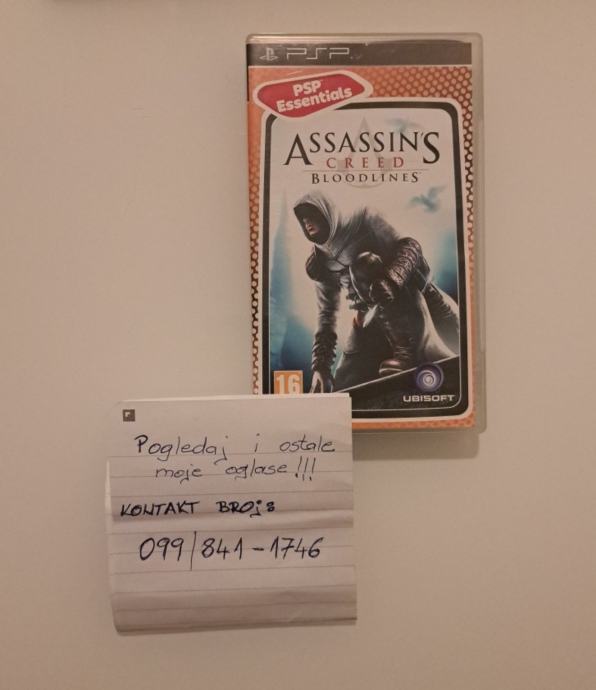 PSP
PSP
Essentials
ASSASSIN'S
CREED
BLOODLINES
16
UBISOFT
Pogledaj i ostale
moje oglase!!!
KONTAKT BROj:
099/841-1746